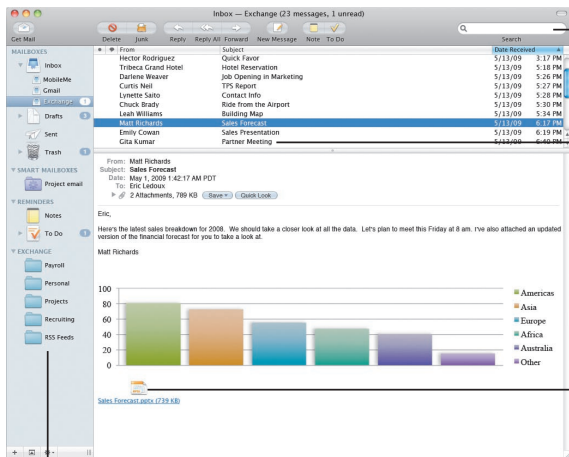 Inbox — Exchange (23 messages, 1 unread)
Get Mail
Delete Junk Reply Reply All Forward New Message Note To Do
Search
MAILBOXES
Inbox
MobileMe
Gmail
Exchange 1
Drafts 3
Sent
Trash 1
SMART MAILBOXES
Project email
REMINDERS
Notes
To Do 1
EXCHANGE
Payroll
Personal
Projects
Recruiting
RSS Feeds
From Subject Date Received
Hector Rodriguez Quick Favor 5/13/09 3:17 PM
Tribeca Grand Hotel Hotel Reservation 5/13/09 5:18 PM
Darlene Weaver Job Opening in Marketing 5/13/09 5:26 PM
Curtis Neil TPS Report 5/13/09 5:27 PM
Lynette Saito Contact Info 5/13/09 5:28 PM
Chuck Brady Ride from the Airport 5/13/09 5:30 PM
Leah Williams Building Map 5/13/09 5:34 PM
Matt Richards Sales Forecast 5/13/09 6:17 PM
Emily Cowan Sales Presentation 5/13/09 6:19 PM
Gita Kumar Partner Meeting 5/13/09 6:40 PM
From: Matt Richards
Subject: Sales Forecast
Date: May 1, 2009 1:42:17 AM PDT
To: Eric Ledoux
2 Attachments, 789 KB Save Quick Look
Eric,
Here's the latest sales breakdown for 2008. We should take a closer look at all the data. Let's plan to meet this Friday at 8 am. I've also attached an updated
version of the financial forecast for you to take a look at.
Matt Richards
100
80
60
40
20
0
Americas
Asia
Europe
Africa
Australia
Other
Sales Forecast.pptx (739 KB)